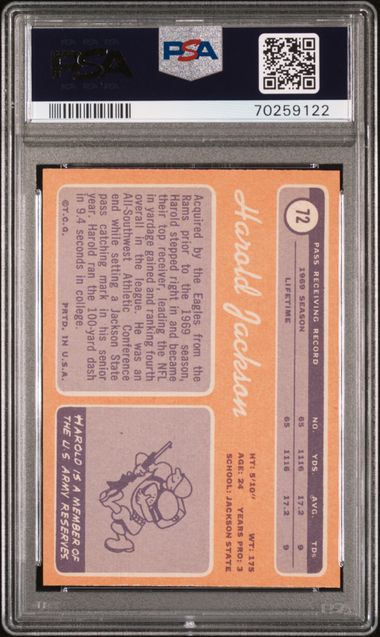 PSA
PSA
70259122
72
PASS RECEIVING RECORD
NO. YDS. AVG. TDs
1969 SEASON 65 1116 17.2 9
LIFETIME 65 1116 17.2 9
Harold Jackson
HT: 5'10" WT: 175
AGE: 24 YEARS PRO: 3
SCHOOL: JACKSON STATE
Acquired by the Eagles from the
Rams prior to the 1969 season,
Harold stepped right in and became
their top receiver, leading the NFL
in yardage gained and ranking fourth
overall in the league. He was an
All-Southwest Athletic Conference
end while setting a Jackson State
pass catching mark in his senior
year. Harold ran the 100-yard dash
in 9.4 seconds in college.
©T.C.G. PRTD. IN U.S.A.
HAROLD IS A MEMBER OF
THE U.S. ARMY RESERVES.